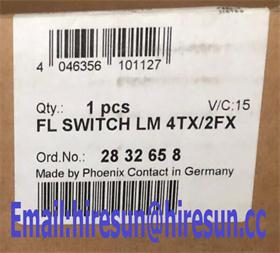 4 046356 101127
Qty.: 1 pcs V/C:15
FL SWITCH LM 4TX/2FX
Ord.No.: 28 32 65 8
Made by Phoenix Contact in Germany
Email:hiresun@hiresun.cc